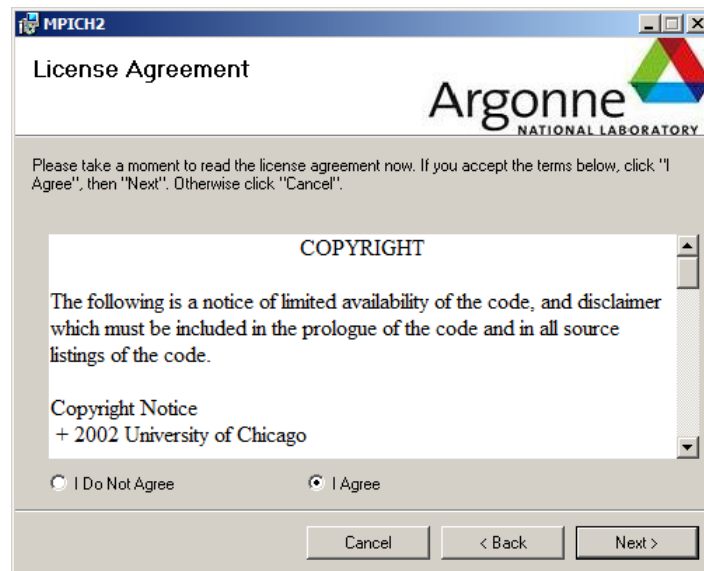 MPICH2
License Agreement
Argonne
NATIONAL LABORATORY
Please take a moment to read the license agreement now. If you accept the terms below, click "I
Agree", then "Next". Otherwise click "Cancel".
COPYRIGHT
The following is a notice of limited availability of the code, and disclaimer
which must be included in the prologue of the code and in all source
listings of the code.
Copyright Notice
+ 2002 University of Chicago
I Do Not Agree
I Agree
Cancel
< Back
Next >